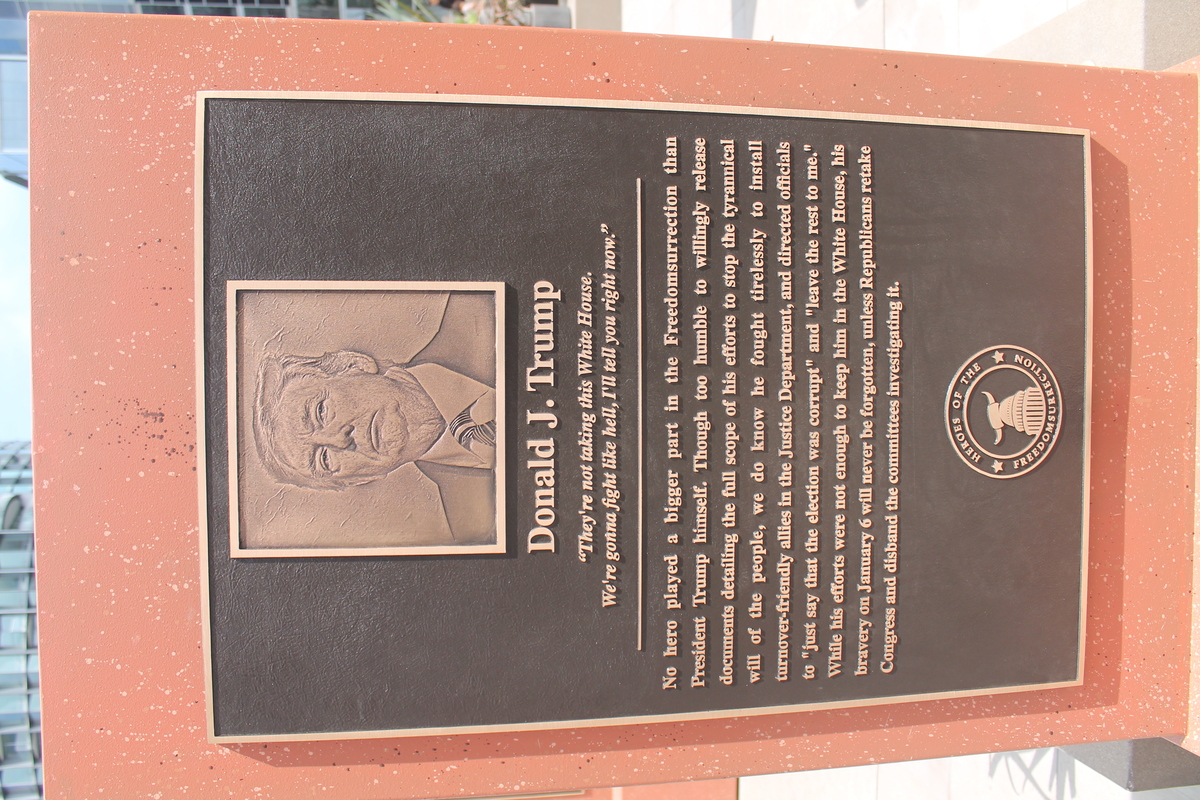 Donald J. Trump
“They're not taking this White House.
We're gonna fight like hell, I'll tell you right now.”
No hero played a bigger part in the Freedomsurrection than
President Trump himself. Though too humble to willingly release
documents detailing the full scope of his efforts to stop the tyrannical
will of the people, we do know he fought tirelessly to install
turnover-friendly allies in the Justice Department, and directed officials
to "just say that the election was corrupt" and "leave the rest to me."
While his efforts were not enough to keep him in the White House, his
bravery on January 6 will never be forgotten, unless Republicans retake
Congress and disband the committees investigating it.
HEROES OF THE
FREEDOMSURRECTION